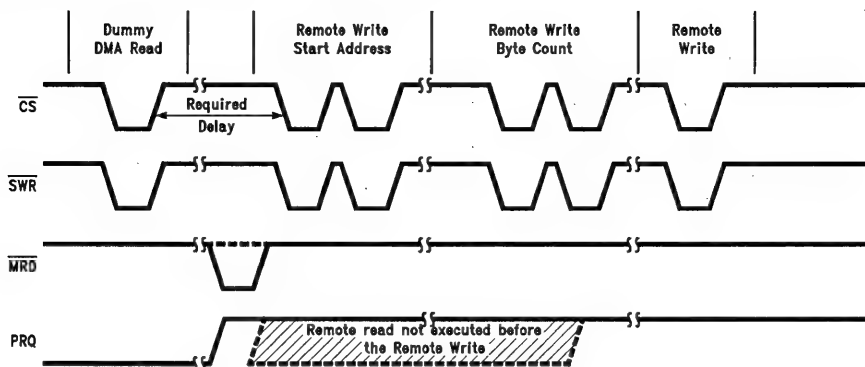 Dummy
DMA Read
Remote Write
Start Address
Remote Write
Byte Count
Remote
Write
CS
Required
Delay
SWR
MRD
PRQ
Remote read not executed before
the Remote Write